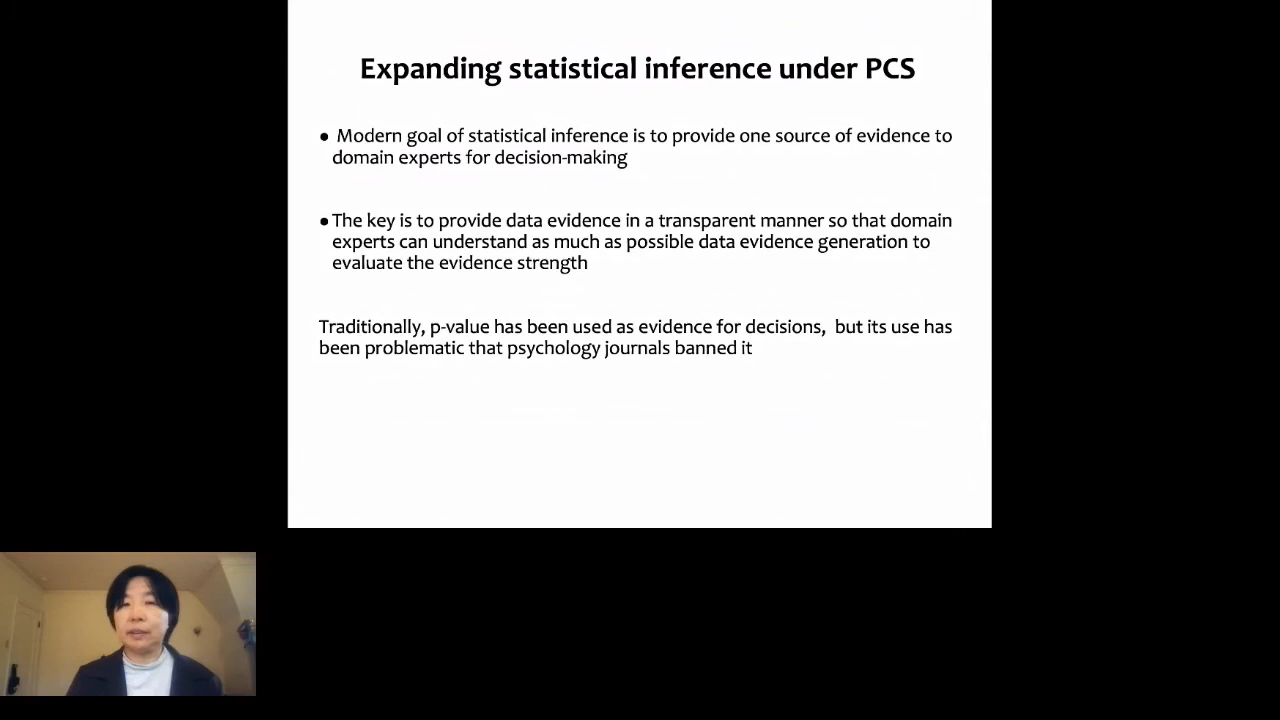 Expanding statistical inference under PCS
● Modern goal of statistical inference is to provide one source of evidence to
domain experts for decision-making
● The key is to provide data evidence in a transparent manner so that domain
experts can understand as much as possible data evidence generation to
evaluate the evidence strength
Traditionally, p-value has been used as evidence for decisions, but its use has
been problematic that psychology journals banned it